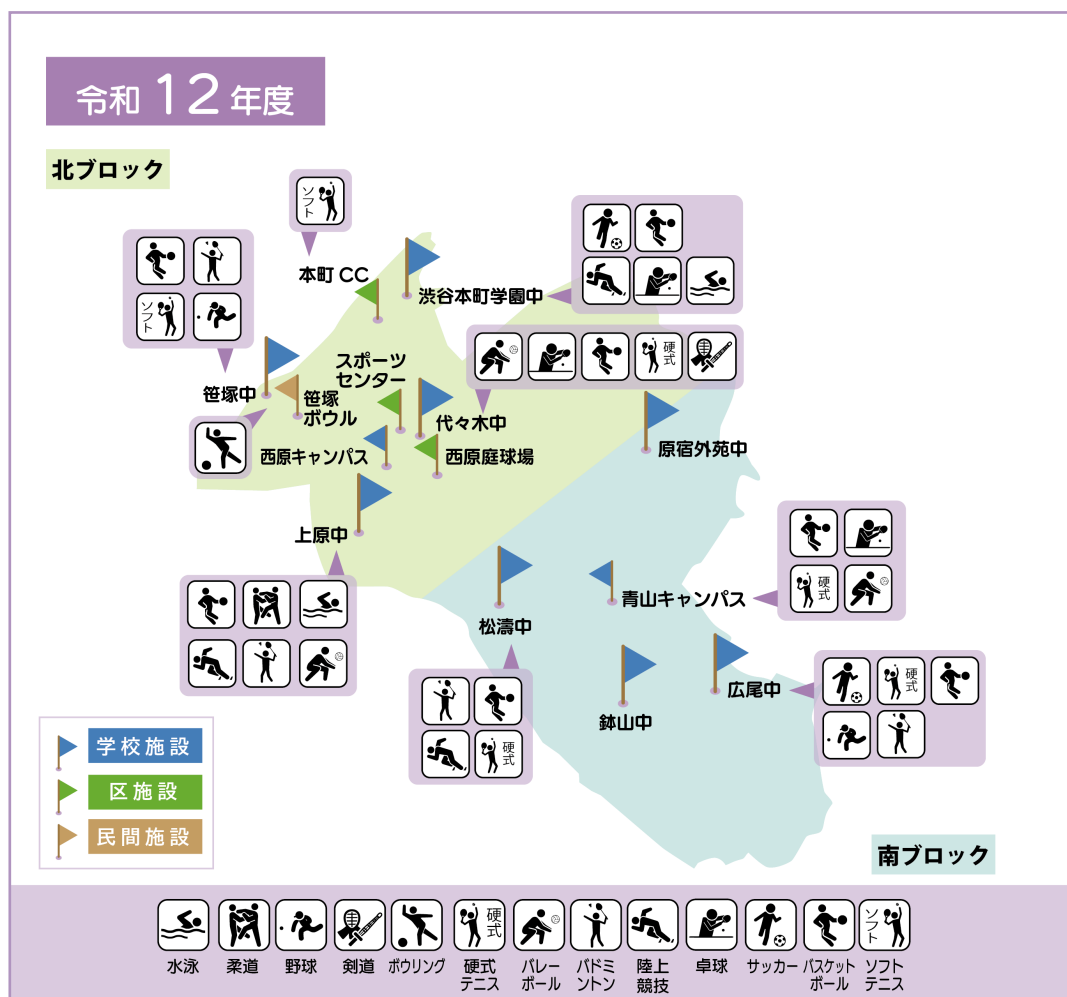 令和 12 年度
北ブロック
ソフト
本町 CC
渋谷本町学園中
ソフト
スポーツ
センター
硬式
笹塚中
笹塚
ボウル
代々木中
原宿外苑中
西原キャンパス
西原庭球場
上原中
硬式
青山キャンパス
松濤中
広尾中
硬式
鉢山中
硬式
学校施設
区施設
民間施設
南ブロック
硬式
ソフト
水泳
柔道
野球
剣道
ボウリング
硬式
テニス
バレー
ボール
バドミ
ントン
陸上
競技
卓球
サッカー
バスケット
ボール
ソフト
テニス